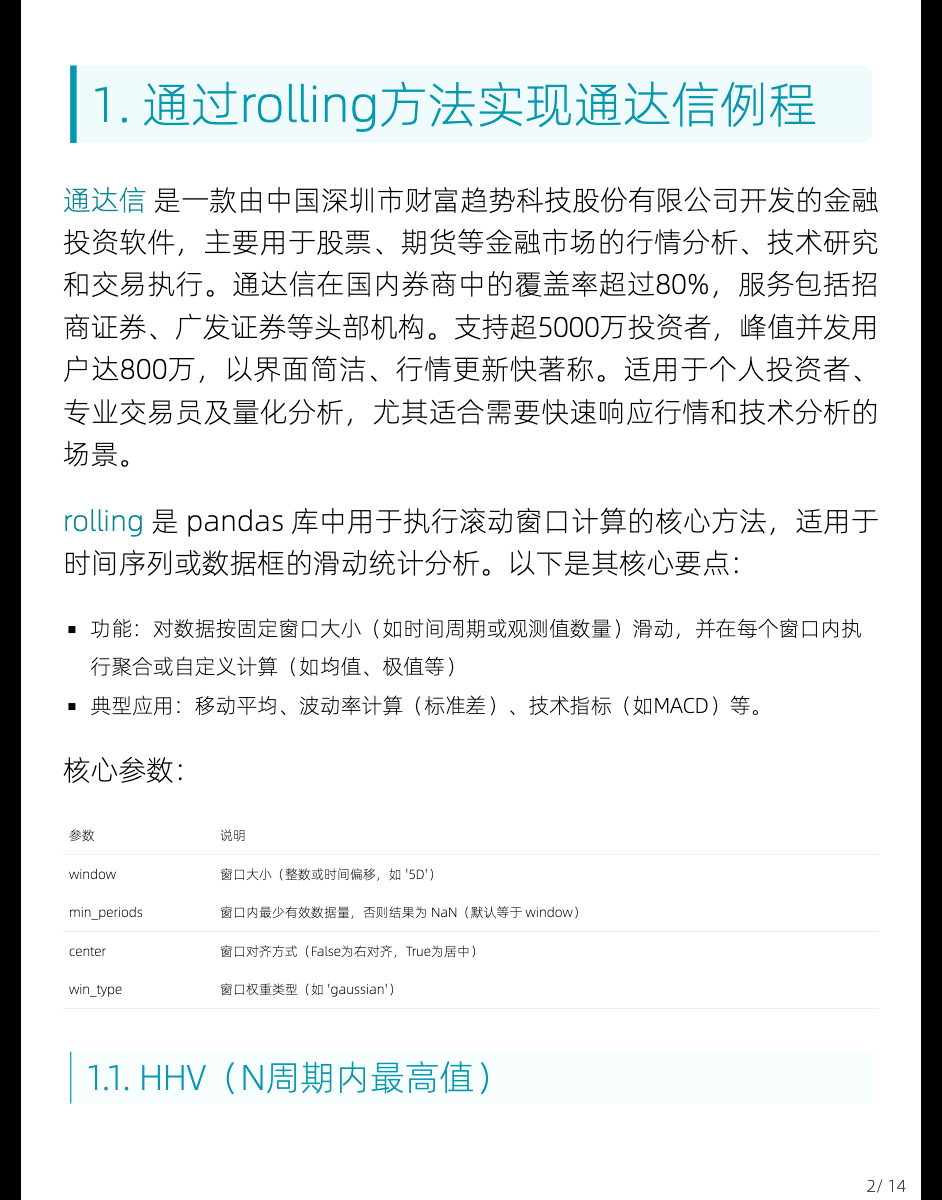 1. 通过rolling方法实现通达信例程
通达信 是一款由中国深圳市财富趋势科技股份有限公司开发的金融
投资软件，主要用于股票、期货等金融市场的行情分析、技术研究
和交易执行。通达信在国内券商中的覆盖率超过80%，服务包括招
商证券、广发证券等头部机构。支持超5000万投资者，峰值并发用
户达800万，以界面简洁、行情更新快著称。适用于个人投资者、
专业交易员及量化分析，尤其适合需要快速响应行情和技术分析的
场景。
rolling 是 pandas 库中用于执行滚动窗口计算的核心方法，适用于
时间序列或数据框的滑动统计分析。以下是其核心要点：
▪ 功能：对数据按固定窗口大小（如时间周期或观测值数量）滑动，并在每个窗口内执
行聚合或自定义计算（如均值、极值等）
▪ 典型应用：移动平均、波动率计算（标准差）、技术指标（如MACD）等。
核心参数：
参数 说明
window 窗口大小（整数或时间偏移，如 '5D'）
min_periods 窗口内最少有效数据量，否则结果为 NaN（默认等于 window）
center 窗口对齐方式（False为右对齐，True为居中）
win_type 窗口权重类型（如 'gaussian'）
1.1. HHV（N周期内最高值）
2/ 14